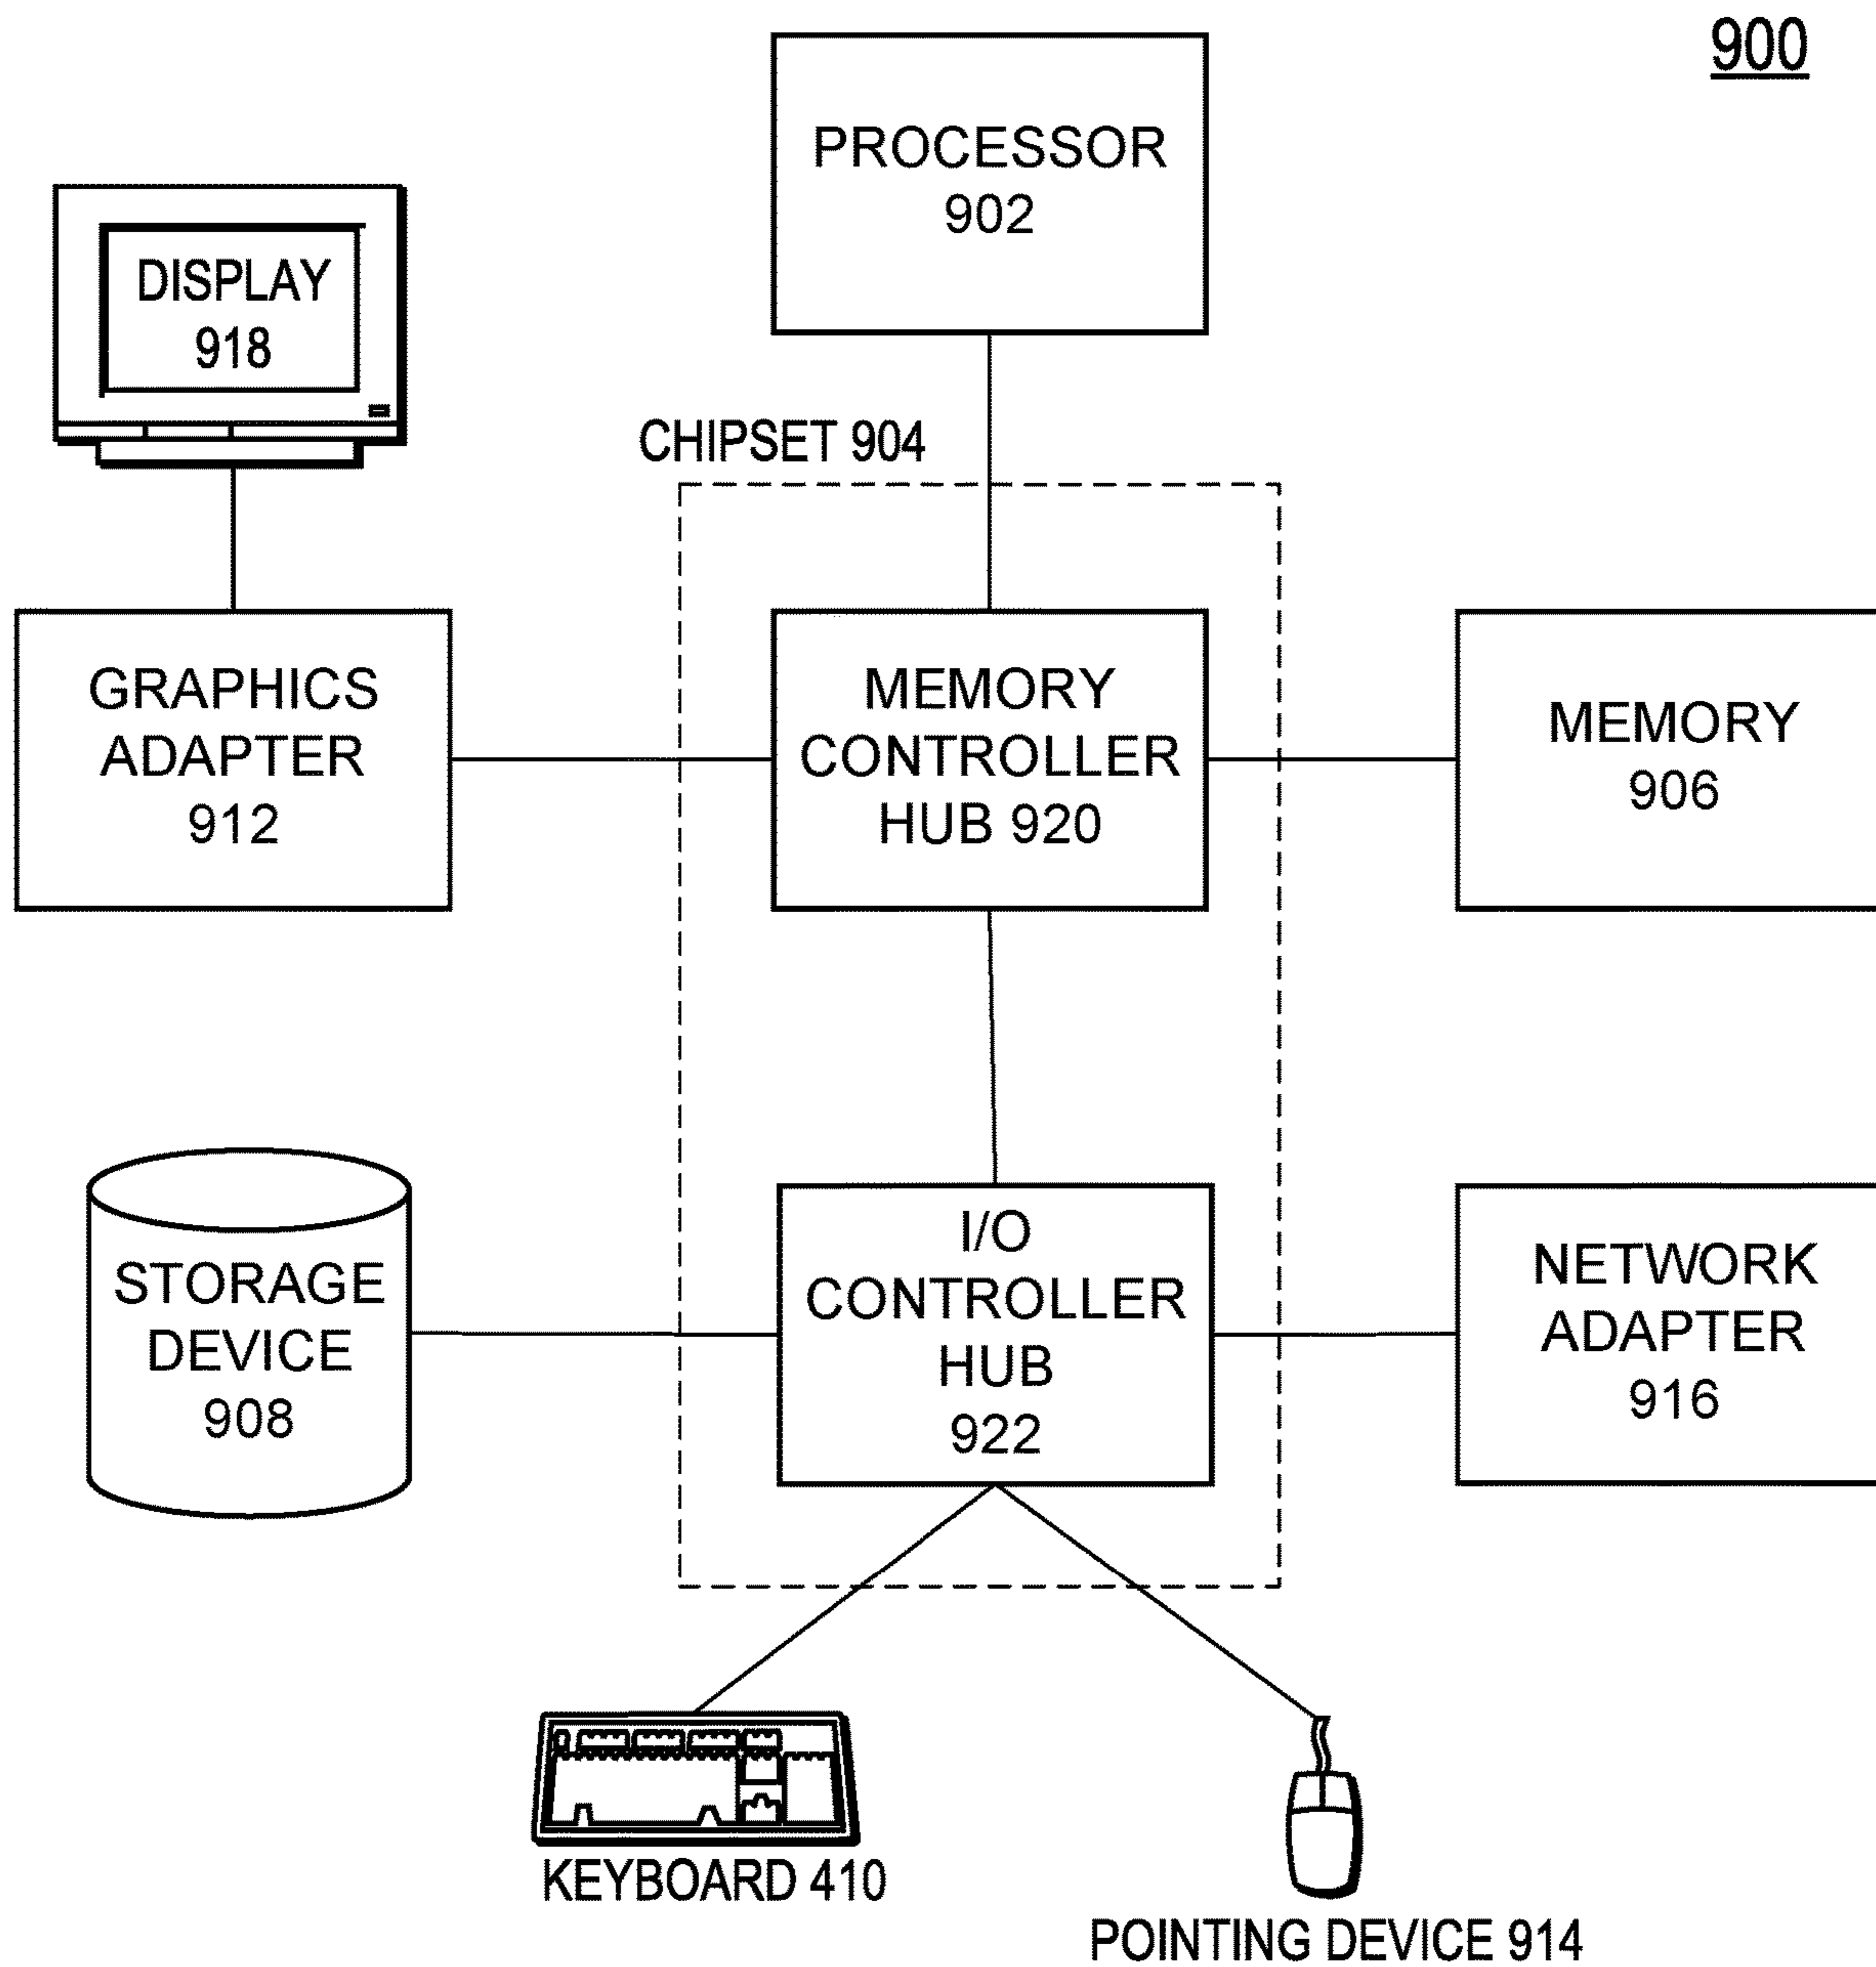 900
PROCESSOR
902
DISPLAY
918
CHIPSET 904
GRAPHICS
ADAPTER
912
MEMORY
CONTROLLER
HUB 920
MEMORY
906
STORAGE
DEVICE
908
I/O
CONTROLLER
HUB
922
NETWORK
ADAPTER
916
KEYBOARD 410
POINTING DEVICE 914